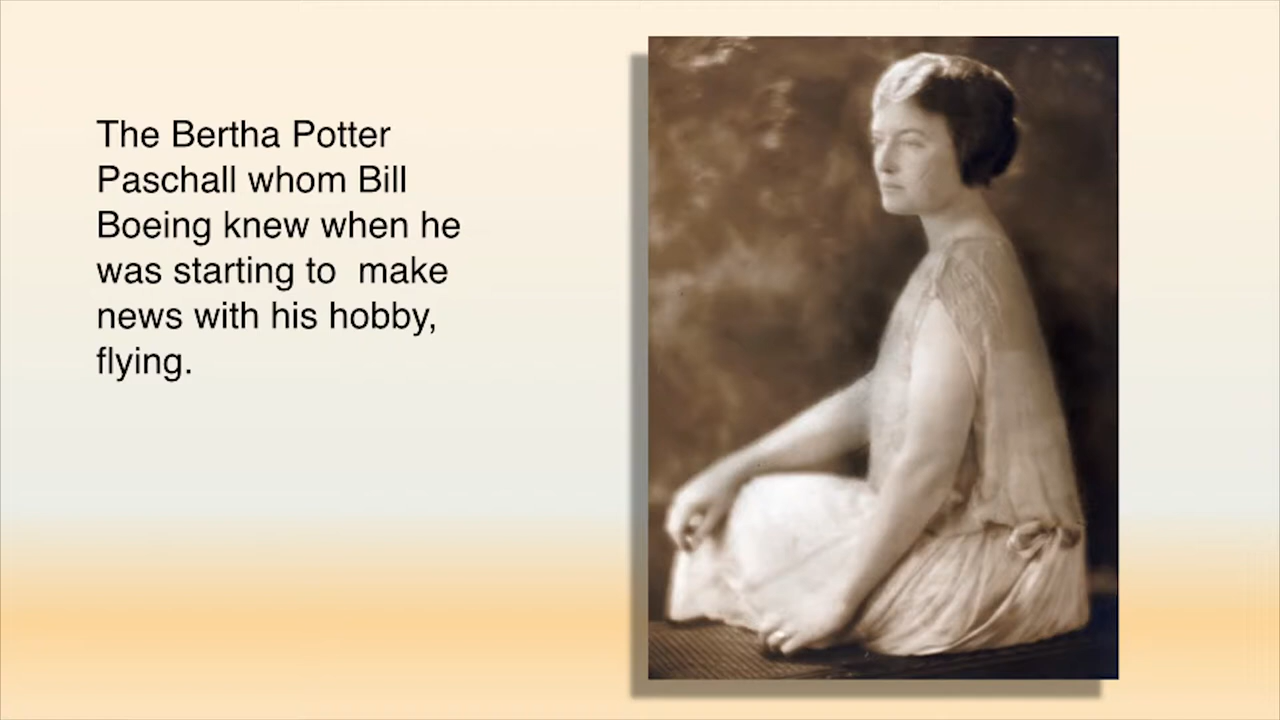 The Bertha Potter
Paschall whom Bill
Boeing knew when he
was starting to  make
news with his hobby,
flying.